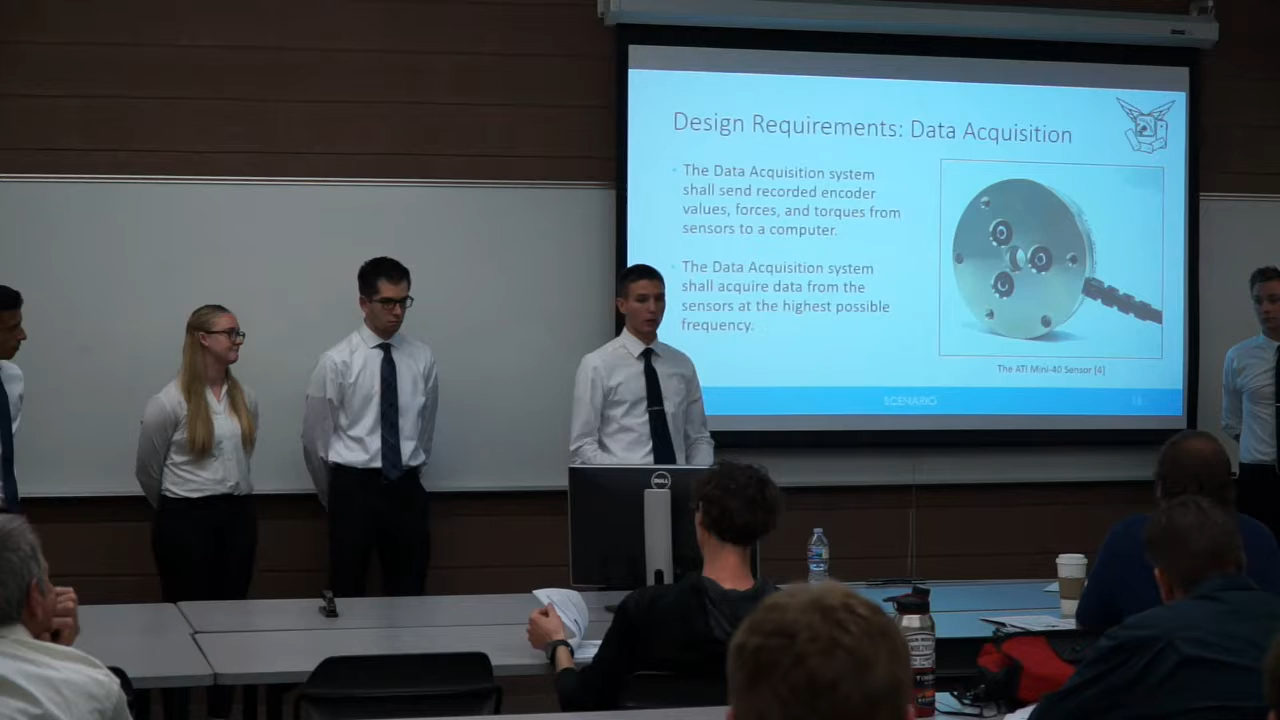 Design Requirements: Data Acquisition
The Data Acquisition system
shall send recorded encoder
values, forces, and torques from
sensors to a computer.
The Data Acquisition system
shall acquire data from the
sensors at the highest possible
frequency.
The ATI Mini-40 Sensor [4]
SCENARIO
DELL